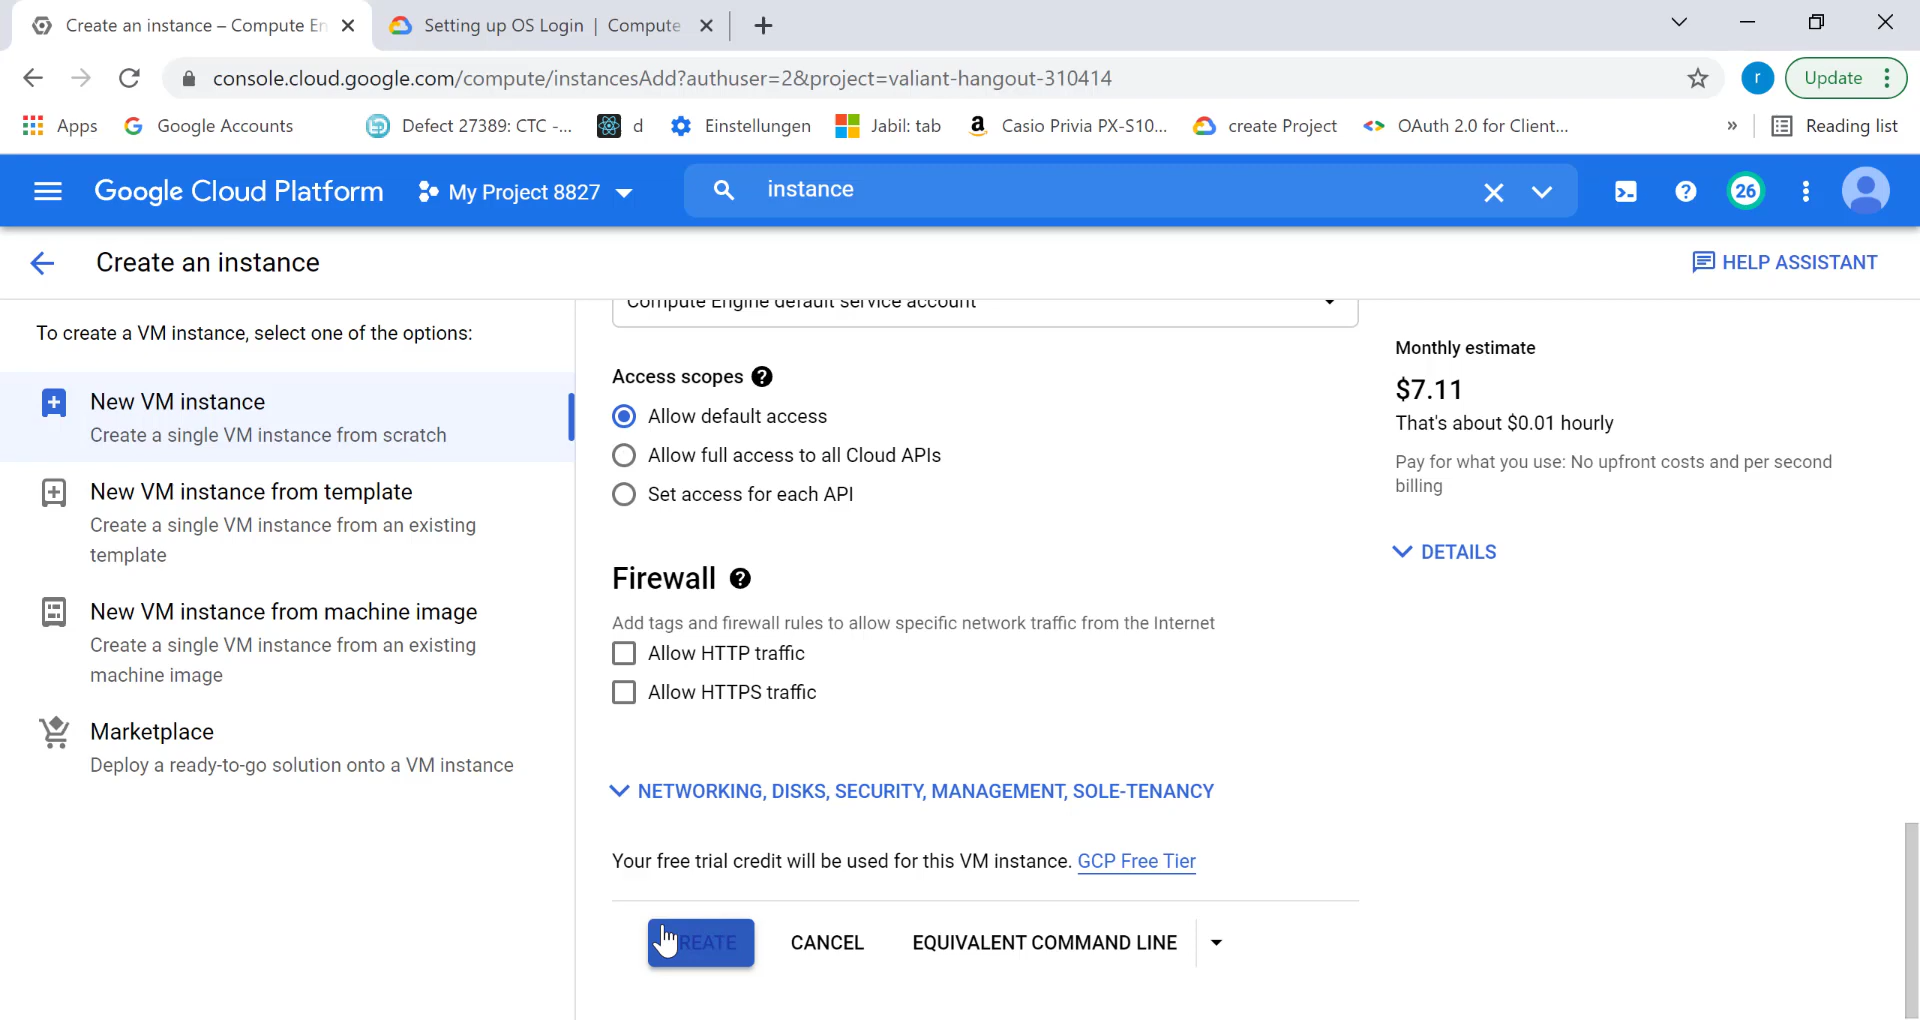 Create an instance – Compute En
Setting up OS Login | Compute
console.cloud.google.com/compute/instancesAdd?authuser=2&project=valiant-hangout-310414
r
Update
Apps
Google Accounts
Defect 27389: CTC -...
d
Einstellungen
Jabil: tab
Casio Privia PX-S10...
create Project
OAuth 2.0 for Client...
»
Reading list
Google Cloud Platform
My Project 8827
instance
26
Create an instance
HELP ASSISTANT
To create a VM instance, select one of the options:
New VM instance
Create a single VM instance from scratch
New VM instance from template
Create a single VM instance from an existing
template
New VM instance from machine image
Create a single VM instance from an existing
machine image
Marketplace
Deploy a ready-to-go solution onto a VM instance
Compute Engine default service account
Access scopes
Allow default access
Allow full access to all Cloud APIs
Set access for each API
Firewall
Add tags and firewall rules to allow specific network traffic from the Internet
Allow HTTP traffic
Allow HTTPS traffic
NETWORKING, DISKS, SECURITY, MANAGEMENT, SOLE-TENANCY
Your free trial credit will be used for this VM instance. GCP Free Tier
CREATE
CANCEL
EQUIVALENT COMMAND LINE
Monthly estimate
$7.11
That's about $0.01 hourly
Pay for what you use: No upfront costs and per second
billing
DETAILS